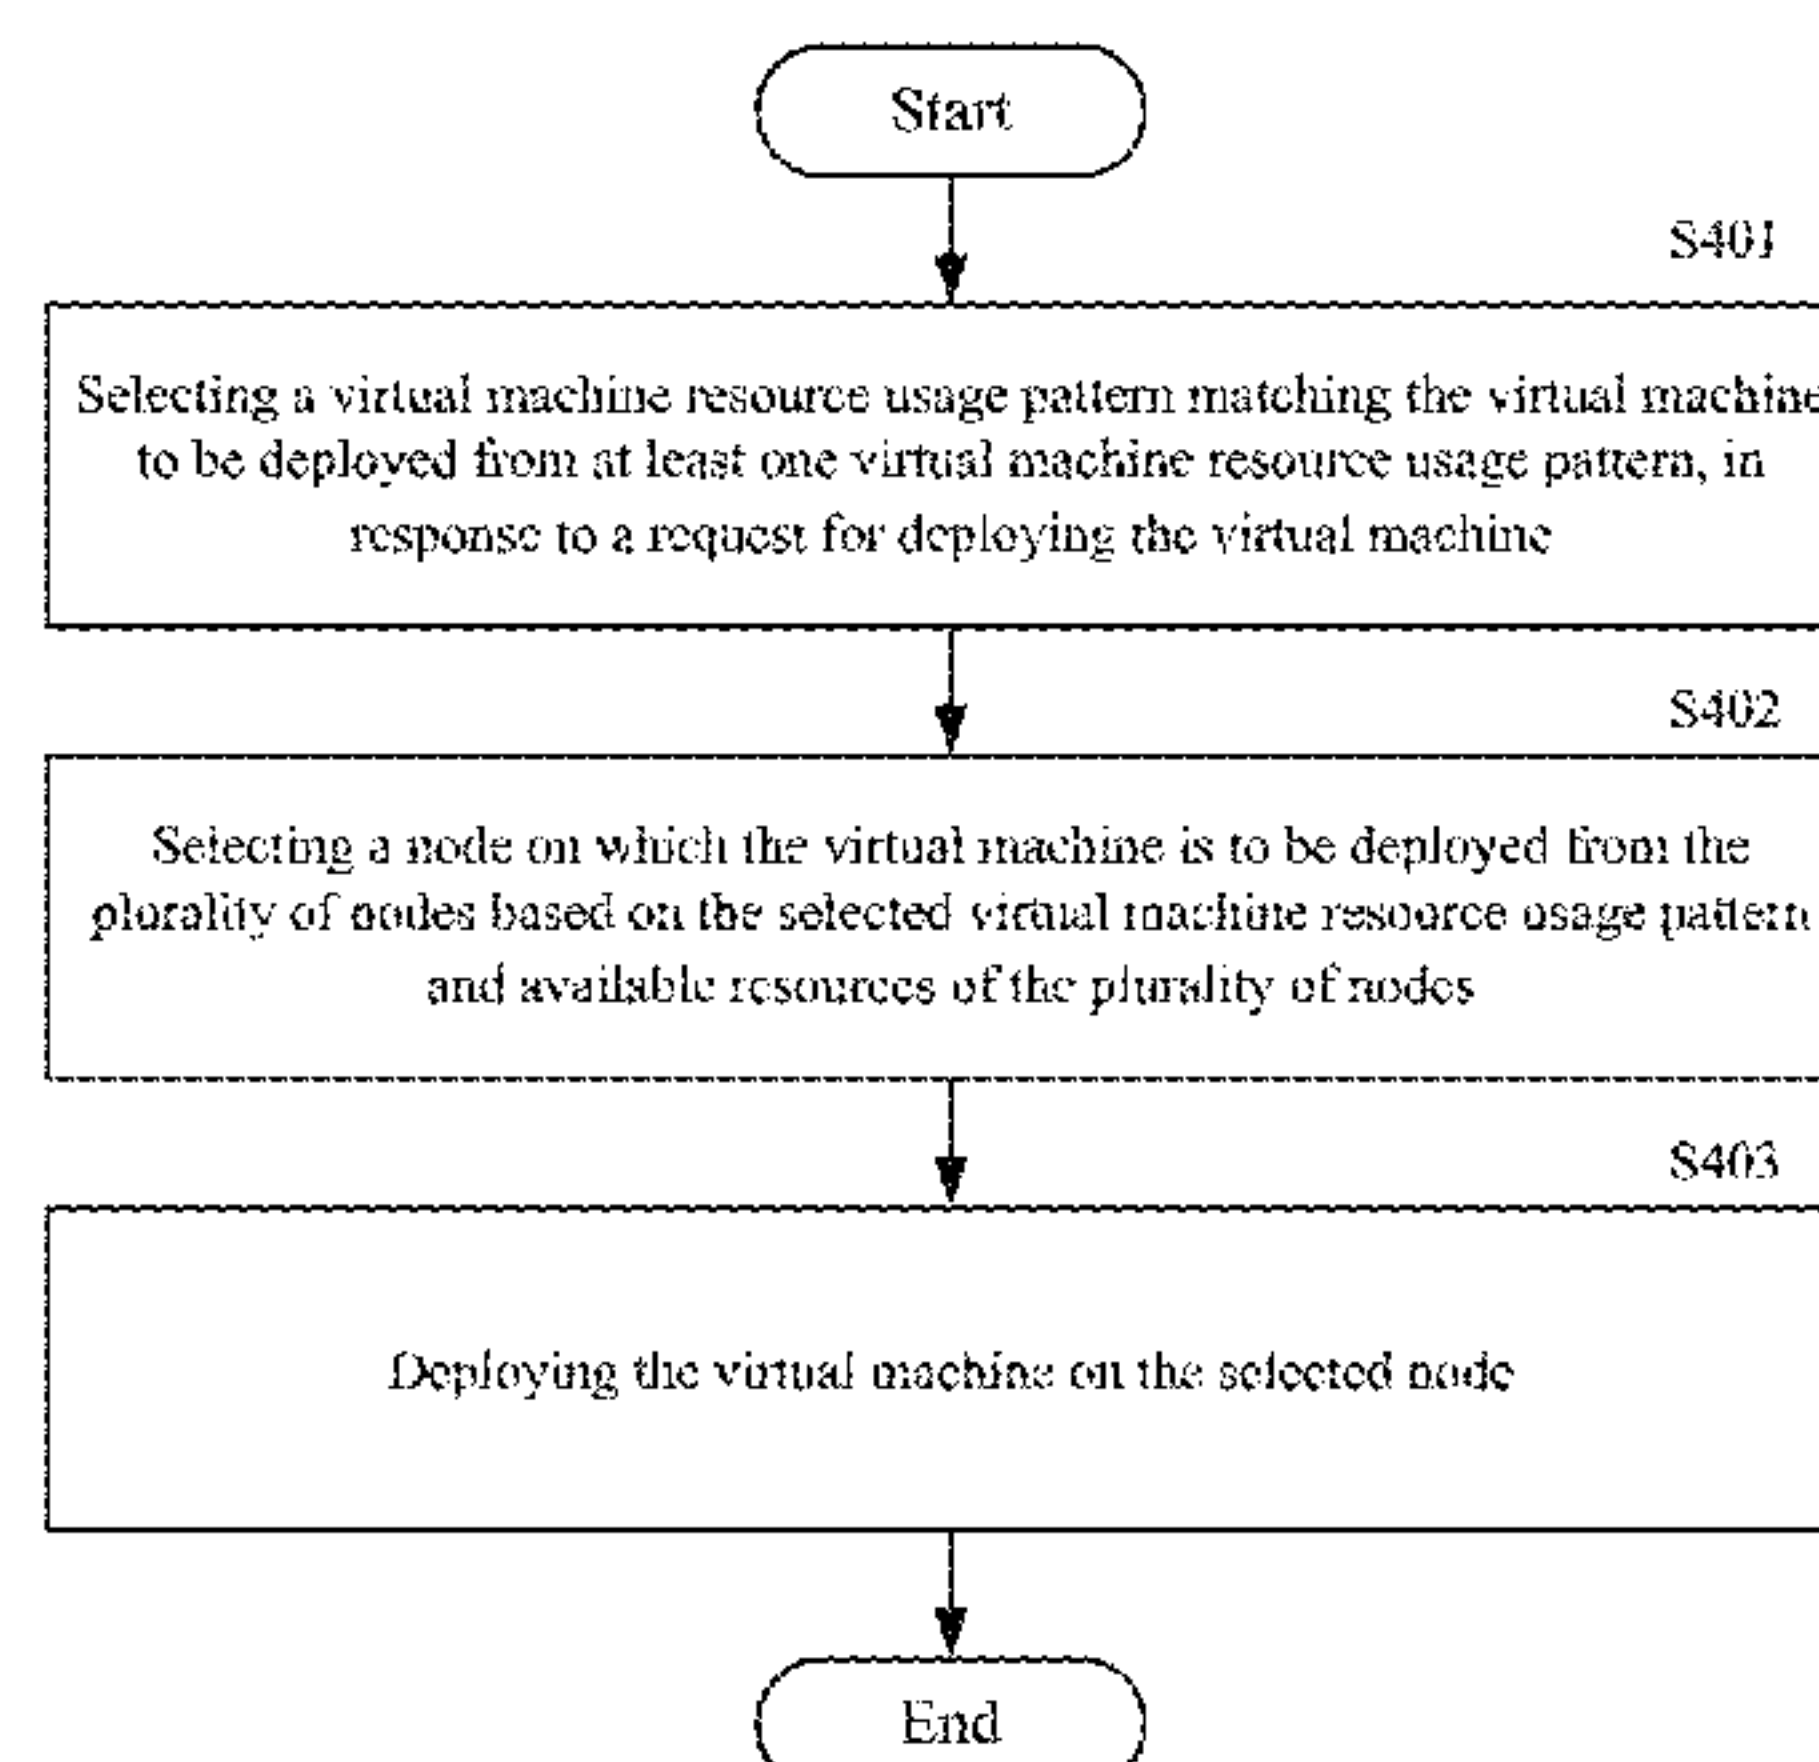 Start
S401
Selecting a virtual machine resource usage pattern matching the virtual machine
to be deployed from at least one virtual machine resource usage pattern, in
response to a request for deploying the virtual machine
S402
Selecting a node on which the virtual machine is to be deployed from the
plurality of nodes based on the selected virtual machine resource usage pattern
and available resources of the plurality of nodes
S403
Deploying the virtual machine on the selected node
End